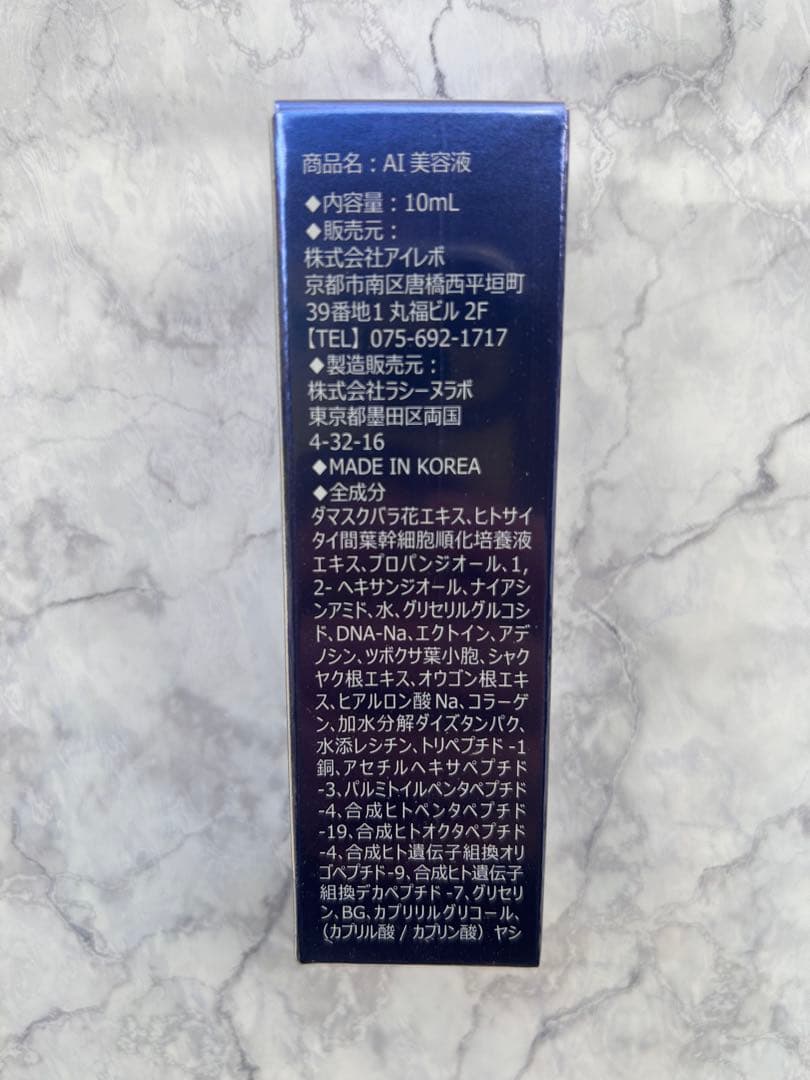 商品名：AI 美容液
◆内容量：10mL
◆販売元：
株式会社アイレボ
京都市南区唐橋西平垣町
39番地1 丸福ビル 2F
【TEL】075-692-1717
◆製造販売元：
株式会社ラシーヌラボ
東京都墨田区両国
4-32-16
◆MADE IN KOREA
◆全成分
ダマスクバラ花エキス、ヒトサイ
タイ間葉幹細胞順化培養液
エキス、プロパンジオール、1,
2- ヘキサンジオール、ナイアシ
ンアミド、水、グリセリルグルコシ
ド、DNA-Na、エクトイン、アデ
ノシン、ツボクサ葉小胞、シャク
ヤク根エキス、オウゴン根エキ
ス、ヒアルロン酸 Na、コラーゲ
ン、加水分解ダイズタンパク、
水添レシチン、トリペプチド -1
銅、アセチルヘキサペプチド
-3、パルミトイルペンタペプチド
-4、合成ヒトペンタペプチド
-19、合成ヒトオクタペプチド
-4、合成ヒト遺伝子組換オリ
ゴペプチド-9、合成ヒト遺伝子
組換デカペプチド -7、グリセリ
ン、BG、カプリリルグリコール、
（カプリル酸 / カプリン酸）ヤシ